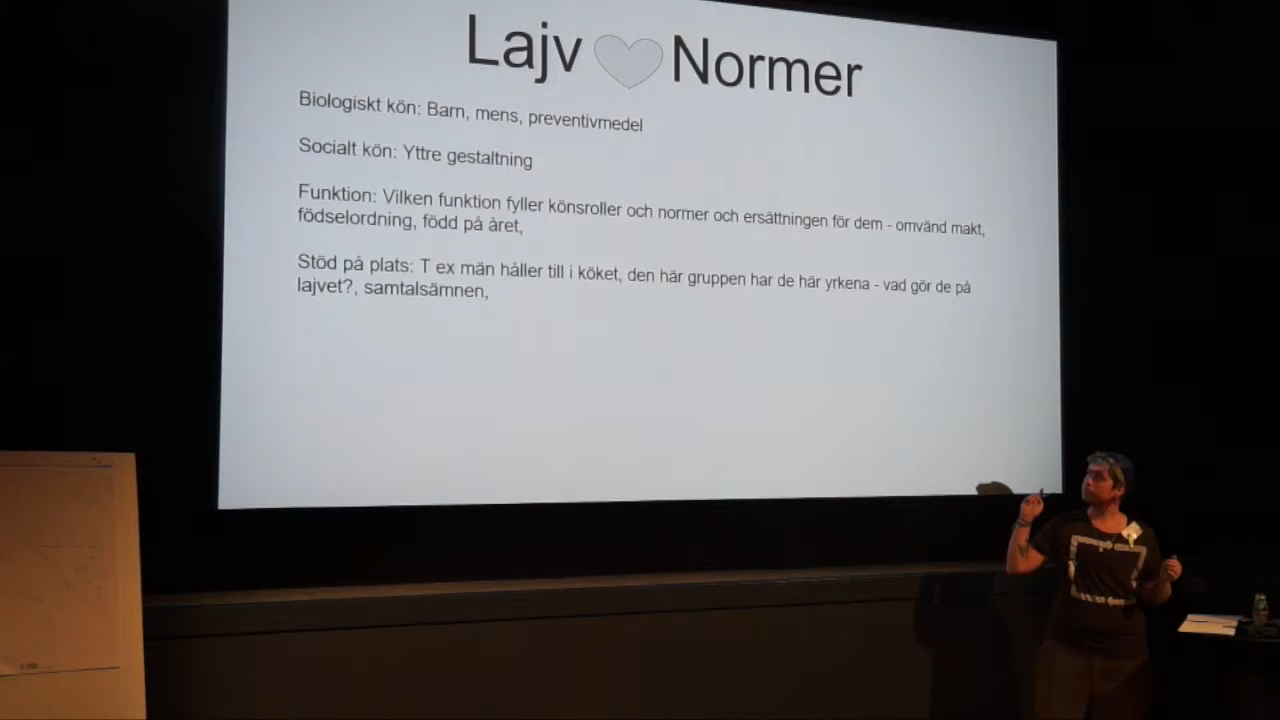 Lajv Normer
Biologiskt kön: Barn, mens, preventivmedel
Socialt kön: Yttre gestaltning
Funktion: Vilken funktion fyller könsroller och normer och ersättningen för dem - omvänd makt,
födselordning, född på året,
Stöd på plats: T ex män håller till i köket, den här gruppen har de här yrkena - vad gör de på
lajvet?, samtalsämnen,